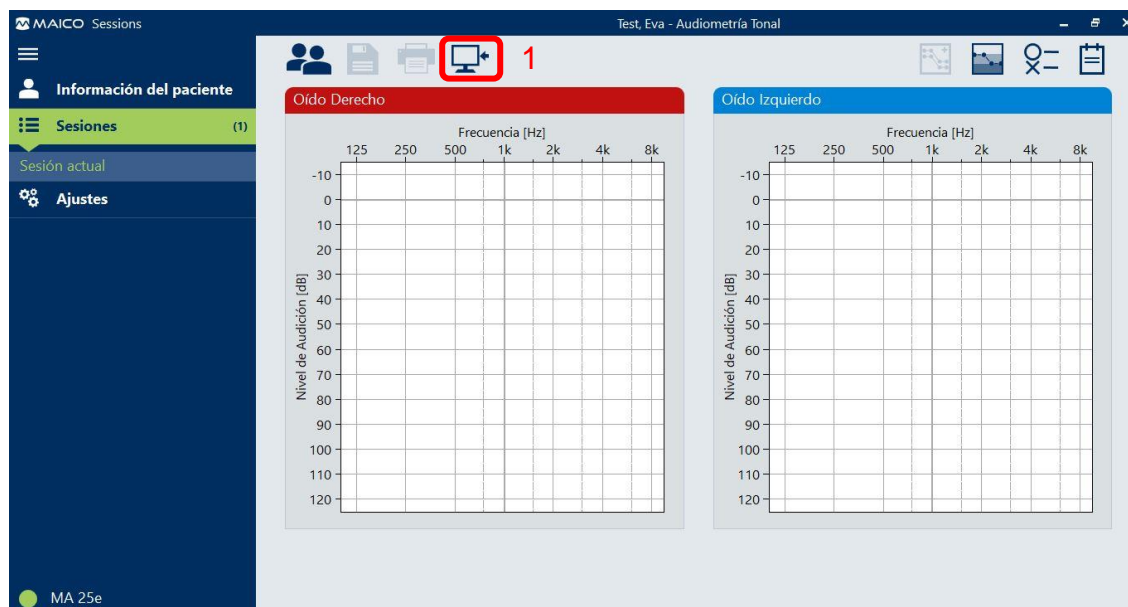 MAICO Sessions
Test, Eva - Audiometría Tonal
1
Información del paciente
Sesiones (1)
Sesión actual
Ajustes
MA 25e
Oído Derecho
Frecuencia [Hz]
125 250 500 1k 2k 4k 8k
Nivel de Audición [dB]
-10
0
10
20
30
40
50
60
70
80
90
100
110
120
Oído Izquierdo
Frecuencia [Hz]
125 250 500 1k 2k 4k 8k
Nivel de Audición [dB]
-10
0
10
20
30
40
50
60
70
80
90
100
110
120